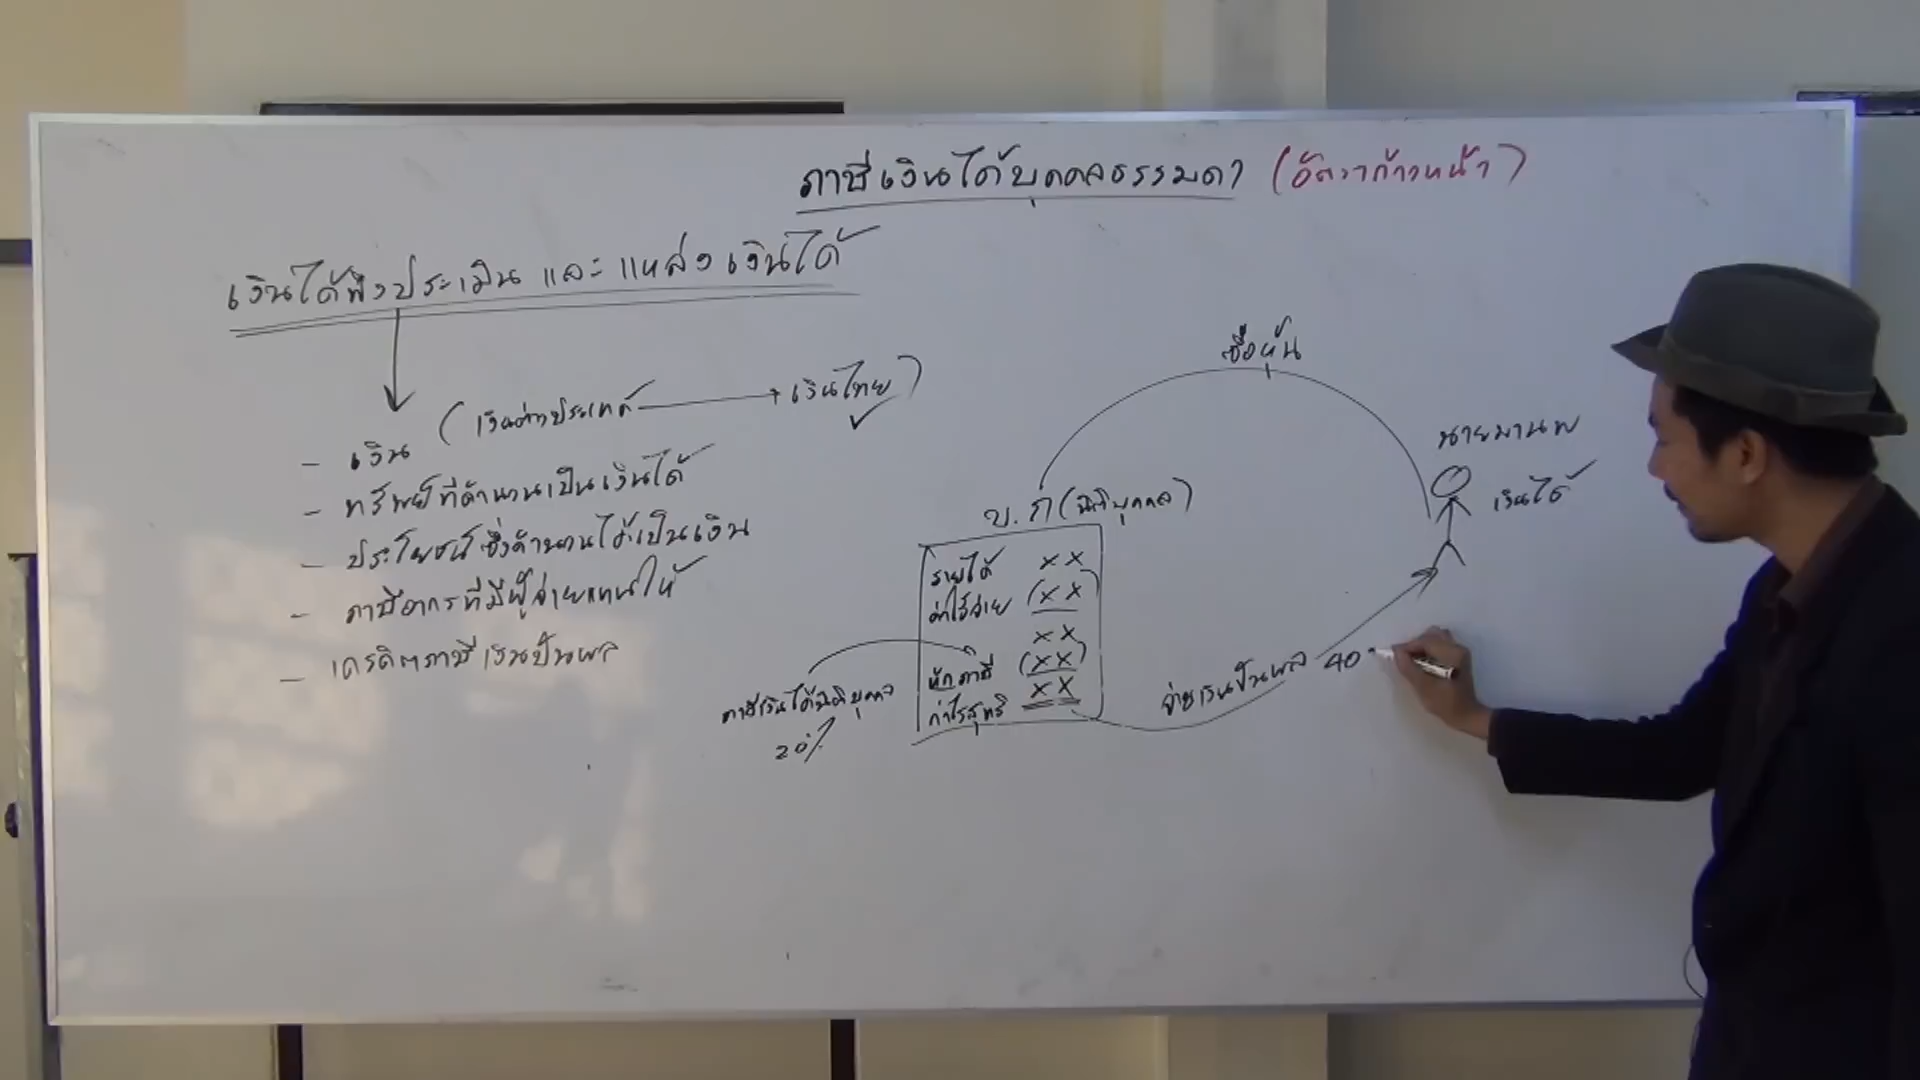 ภาษีเงินได้บุคคลธรรมดา (อัตราก้าวหน้า)
เงินได้พึงประเมิน และ แหล่งเงินได้
- เงิน (เงินต่างประเทศ → เงินไทย) ✓
- ทรัพย์ที่คำนวนเป็นเงินได้
- ประโยชน์ซึ่งคำนวนได้เป็นเงิน
- ภาษีอากรที่มีผู้จ่ายแทนให้
- เครดิตภาษีเงินปันผล
ซื้อหุ้น
นายมานพ
เงินได้
บ. ก (นิติบุคคล)
รายได้ xx
ค่าใช้จ่าย (xx)
xx
หักภาษี (xx)
กำไรสุทธิ xx
ภาษีเงินได้นิติบุคคล
20%
จ่ายเงินปันผล 40